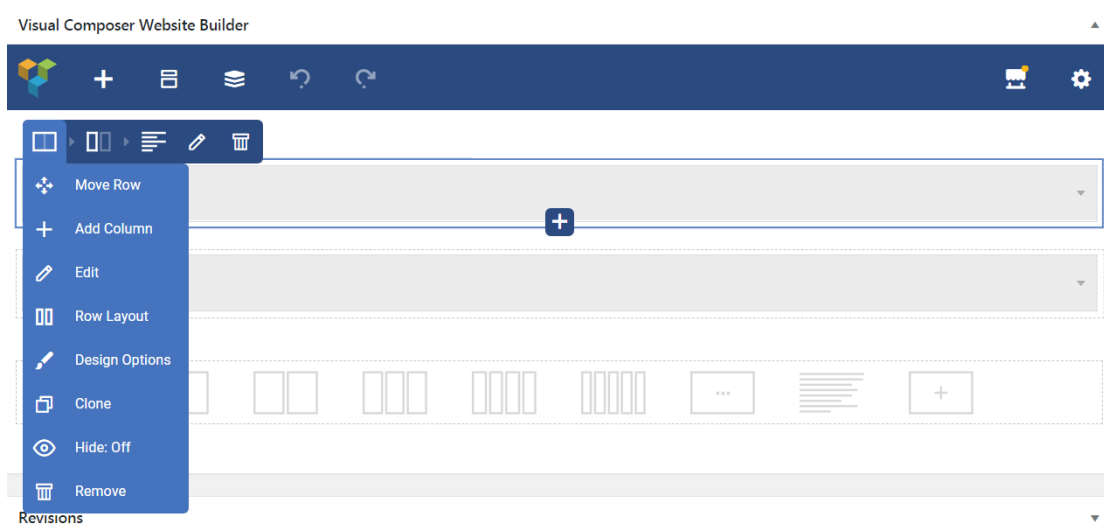 Visual Composer Website Builder
Move Row
Add Column
Edit
Row Layout
Design Options
Clone
Hide: Off
Remove
Revisions